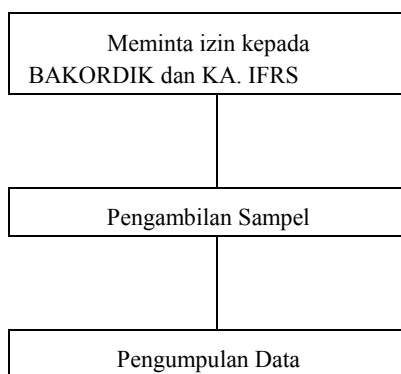 Meminta izin kepada
BAKORDIK dan KA. IFRS
Pengambilan Sampel
Pengumpulan Data